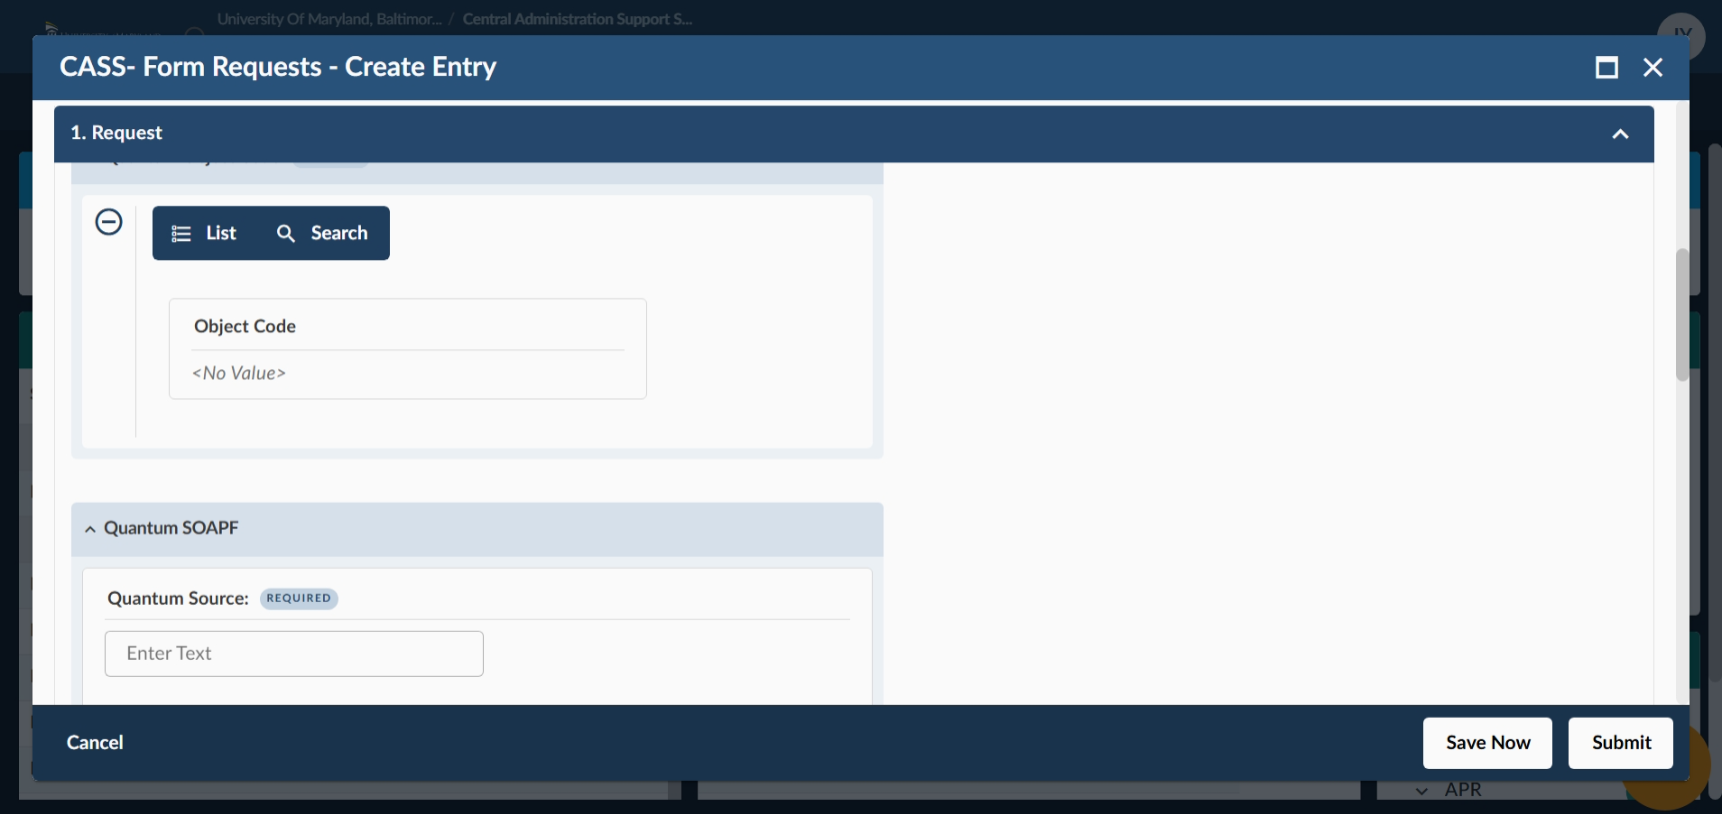 University Of Maryland, Baltimor... / Central Administration Support S...
CASS- Form Requests - Create Entry
1. Request
List
Search
Object Code
<No Value>
Quantum SOAPF
Quantum Source: REQUIRED
Enter Text
Cancel
Save Now
Submit
APR